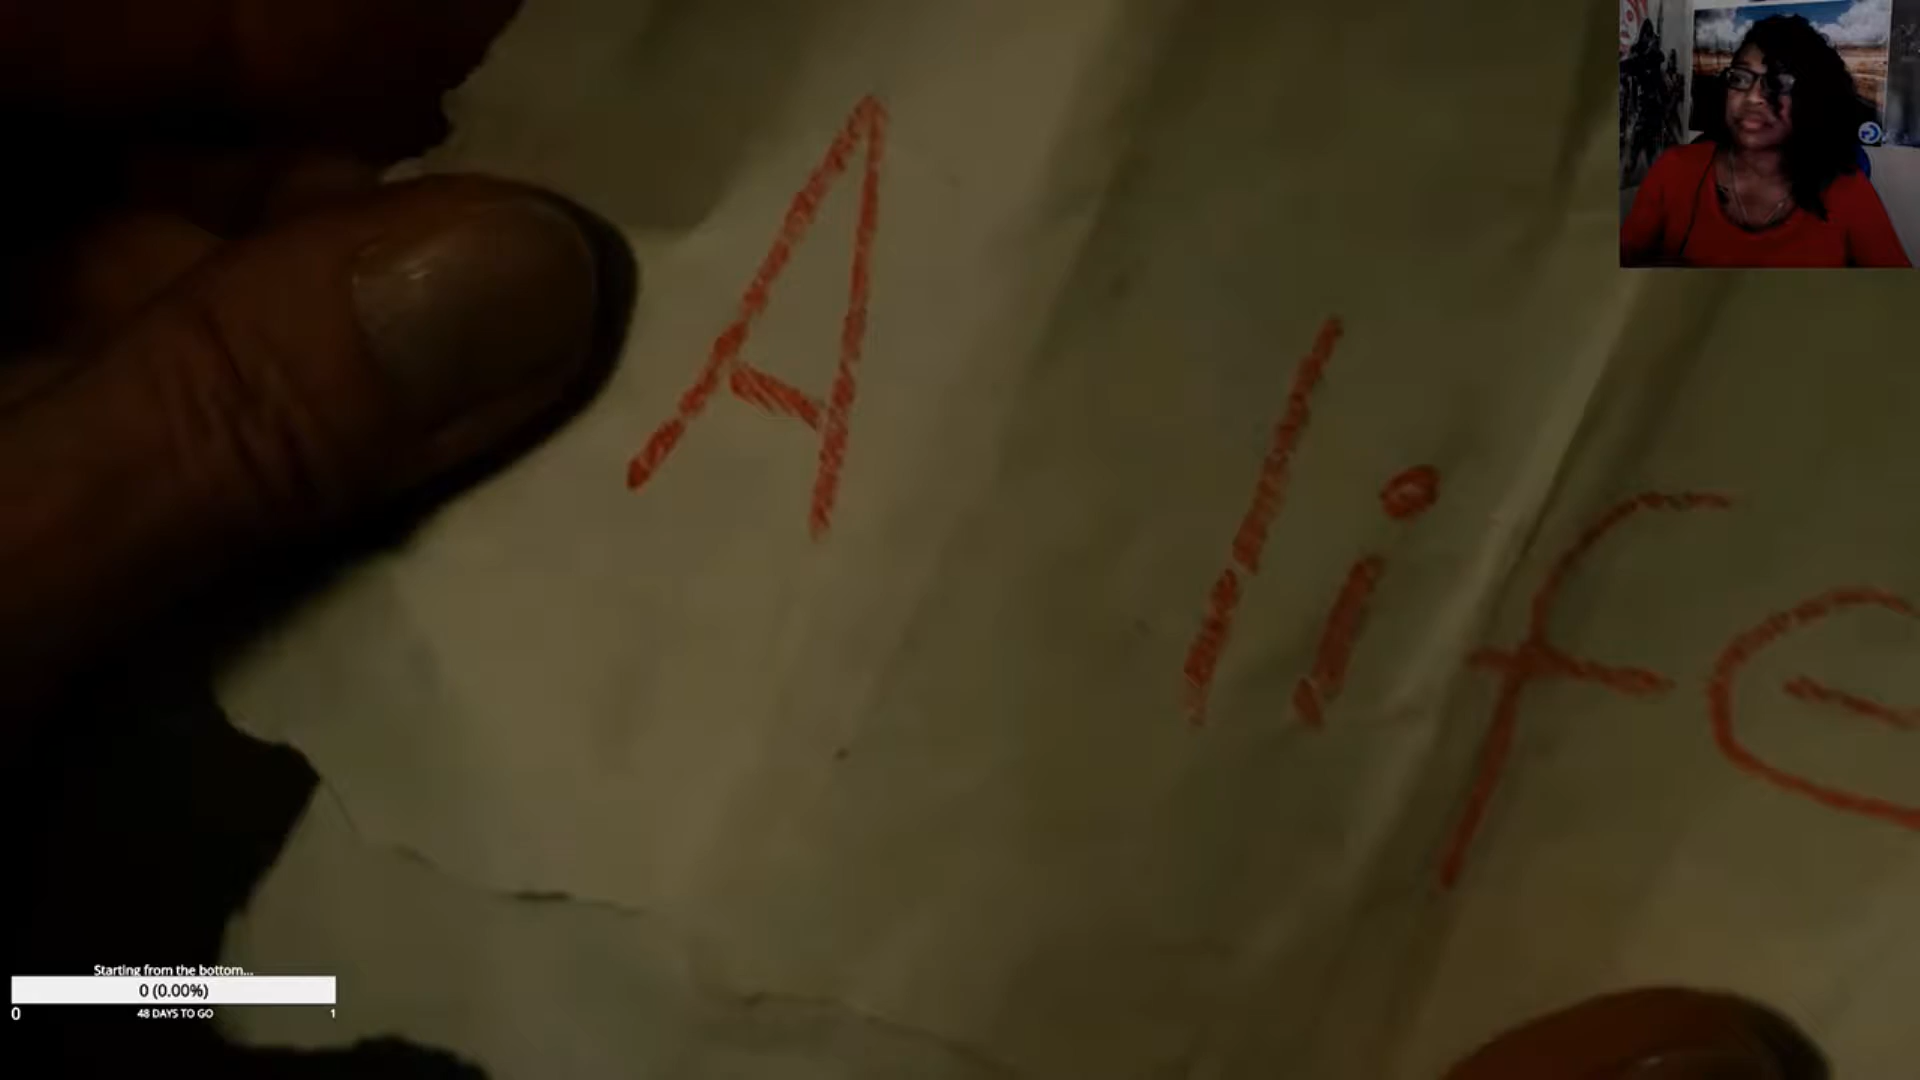 A life
Starting from the bottom...
0 (0.00%)
0 48 DAYS TO GO 1